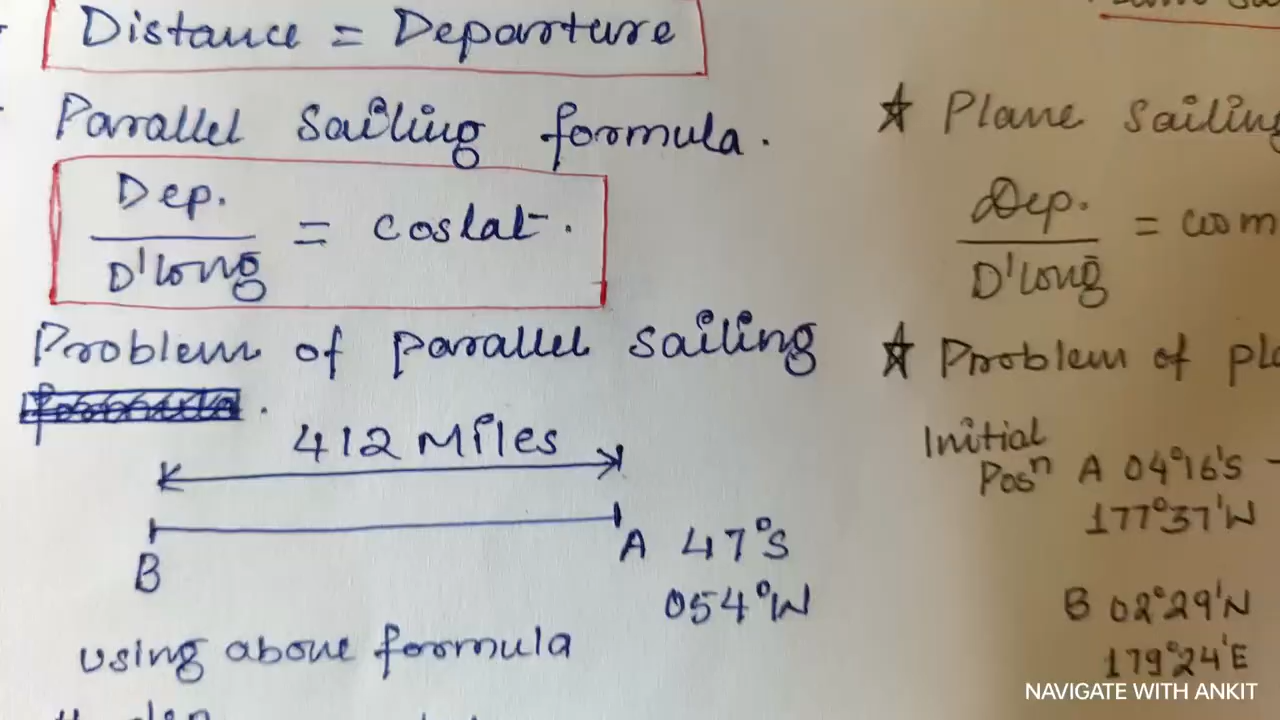 Distance = Departure
Parallel sailing formula.
Dep.
D'long
= coslat.
Problem of parallel sailing
412 Miles
B
A 47°S
054°W
using above formula
Plane sailing
Dep.
D'long
Problem of
Initial
Posⁿ A 04°16'S
177°37'W
B 02°29'N
179°24'E
NAVIGATE WITH ANKIT